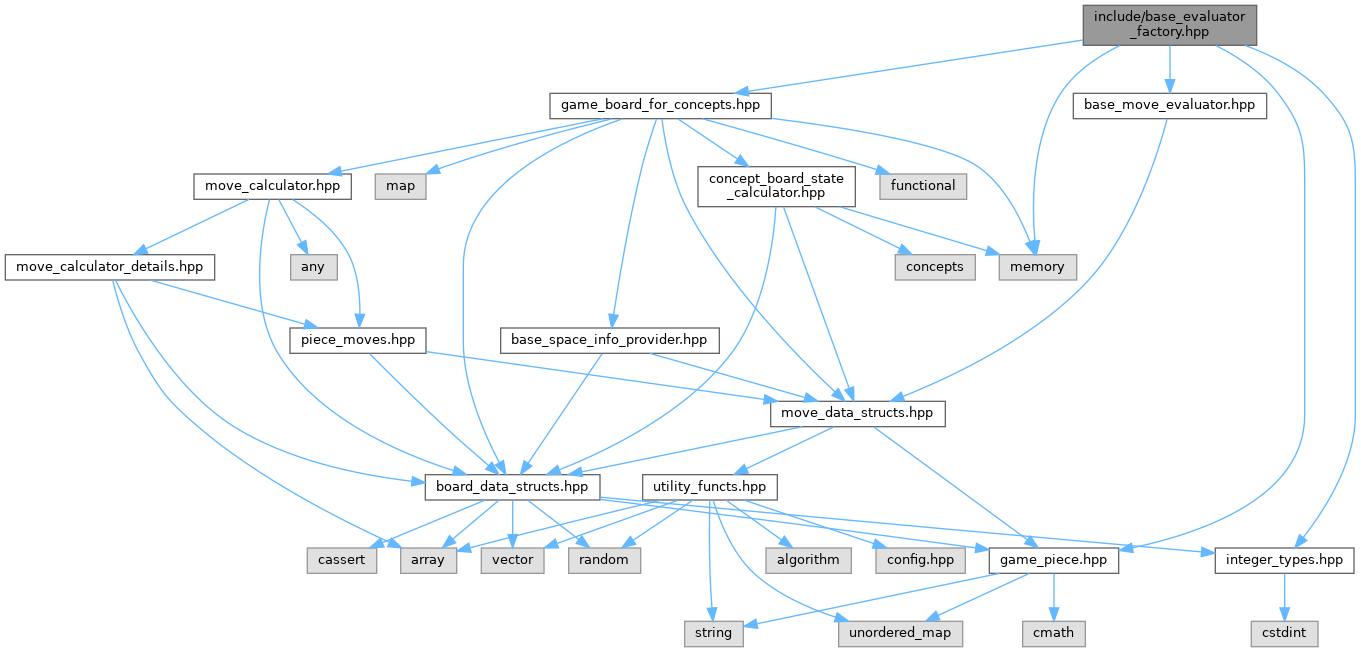 include/base_evaluator
_factory.hpp
game_board_for_concepts.hpp
base_move_evaluator.hpp
move_calculator.hpp
map
concept_board_state
_calculator.hpp
functional
move_calculator_details.hpp
any
concepts
memory
piece_moves.hpp
base_space_info_provider.hpp
move_data_structs.hpp
board_data_structs.hpp
utility_functs.hpp
cassert
array
vector
random
algorithm
config.hpp
game_piece.hpp
integer_types.hpp
string
unordered_map
cmath
cstdint